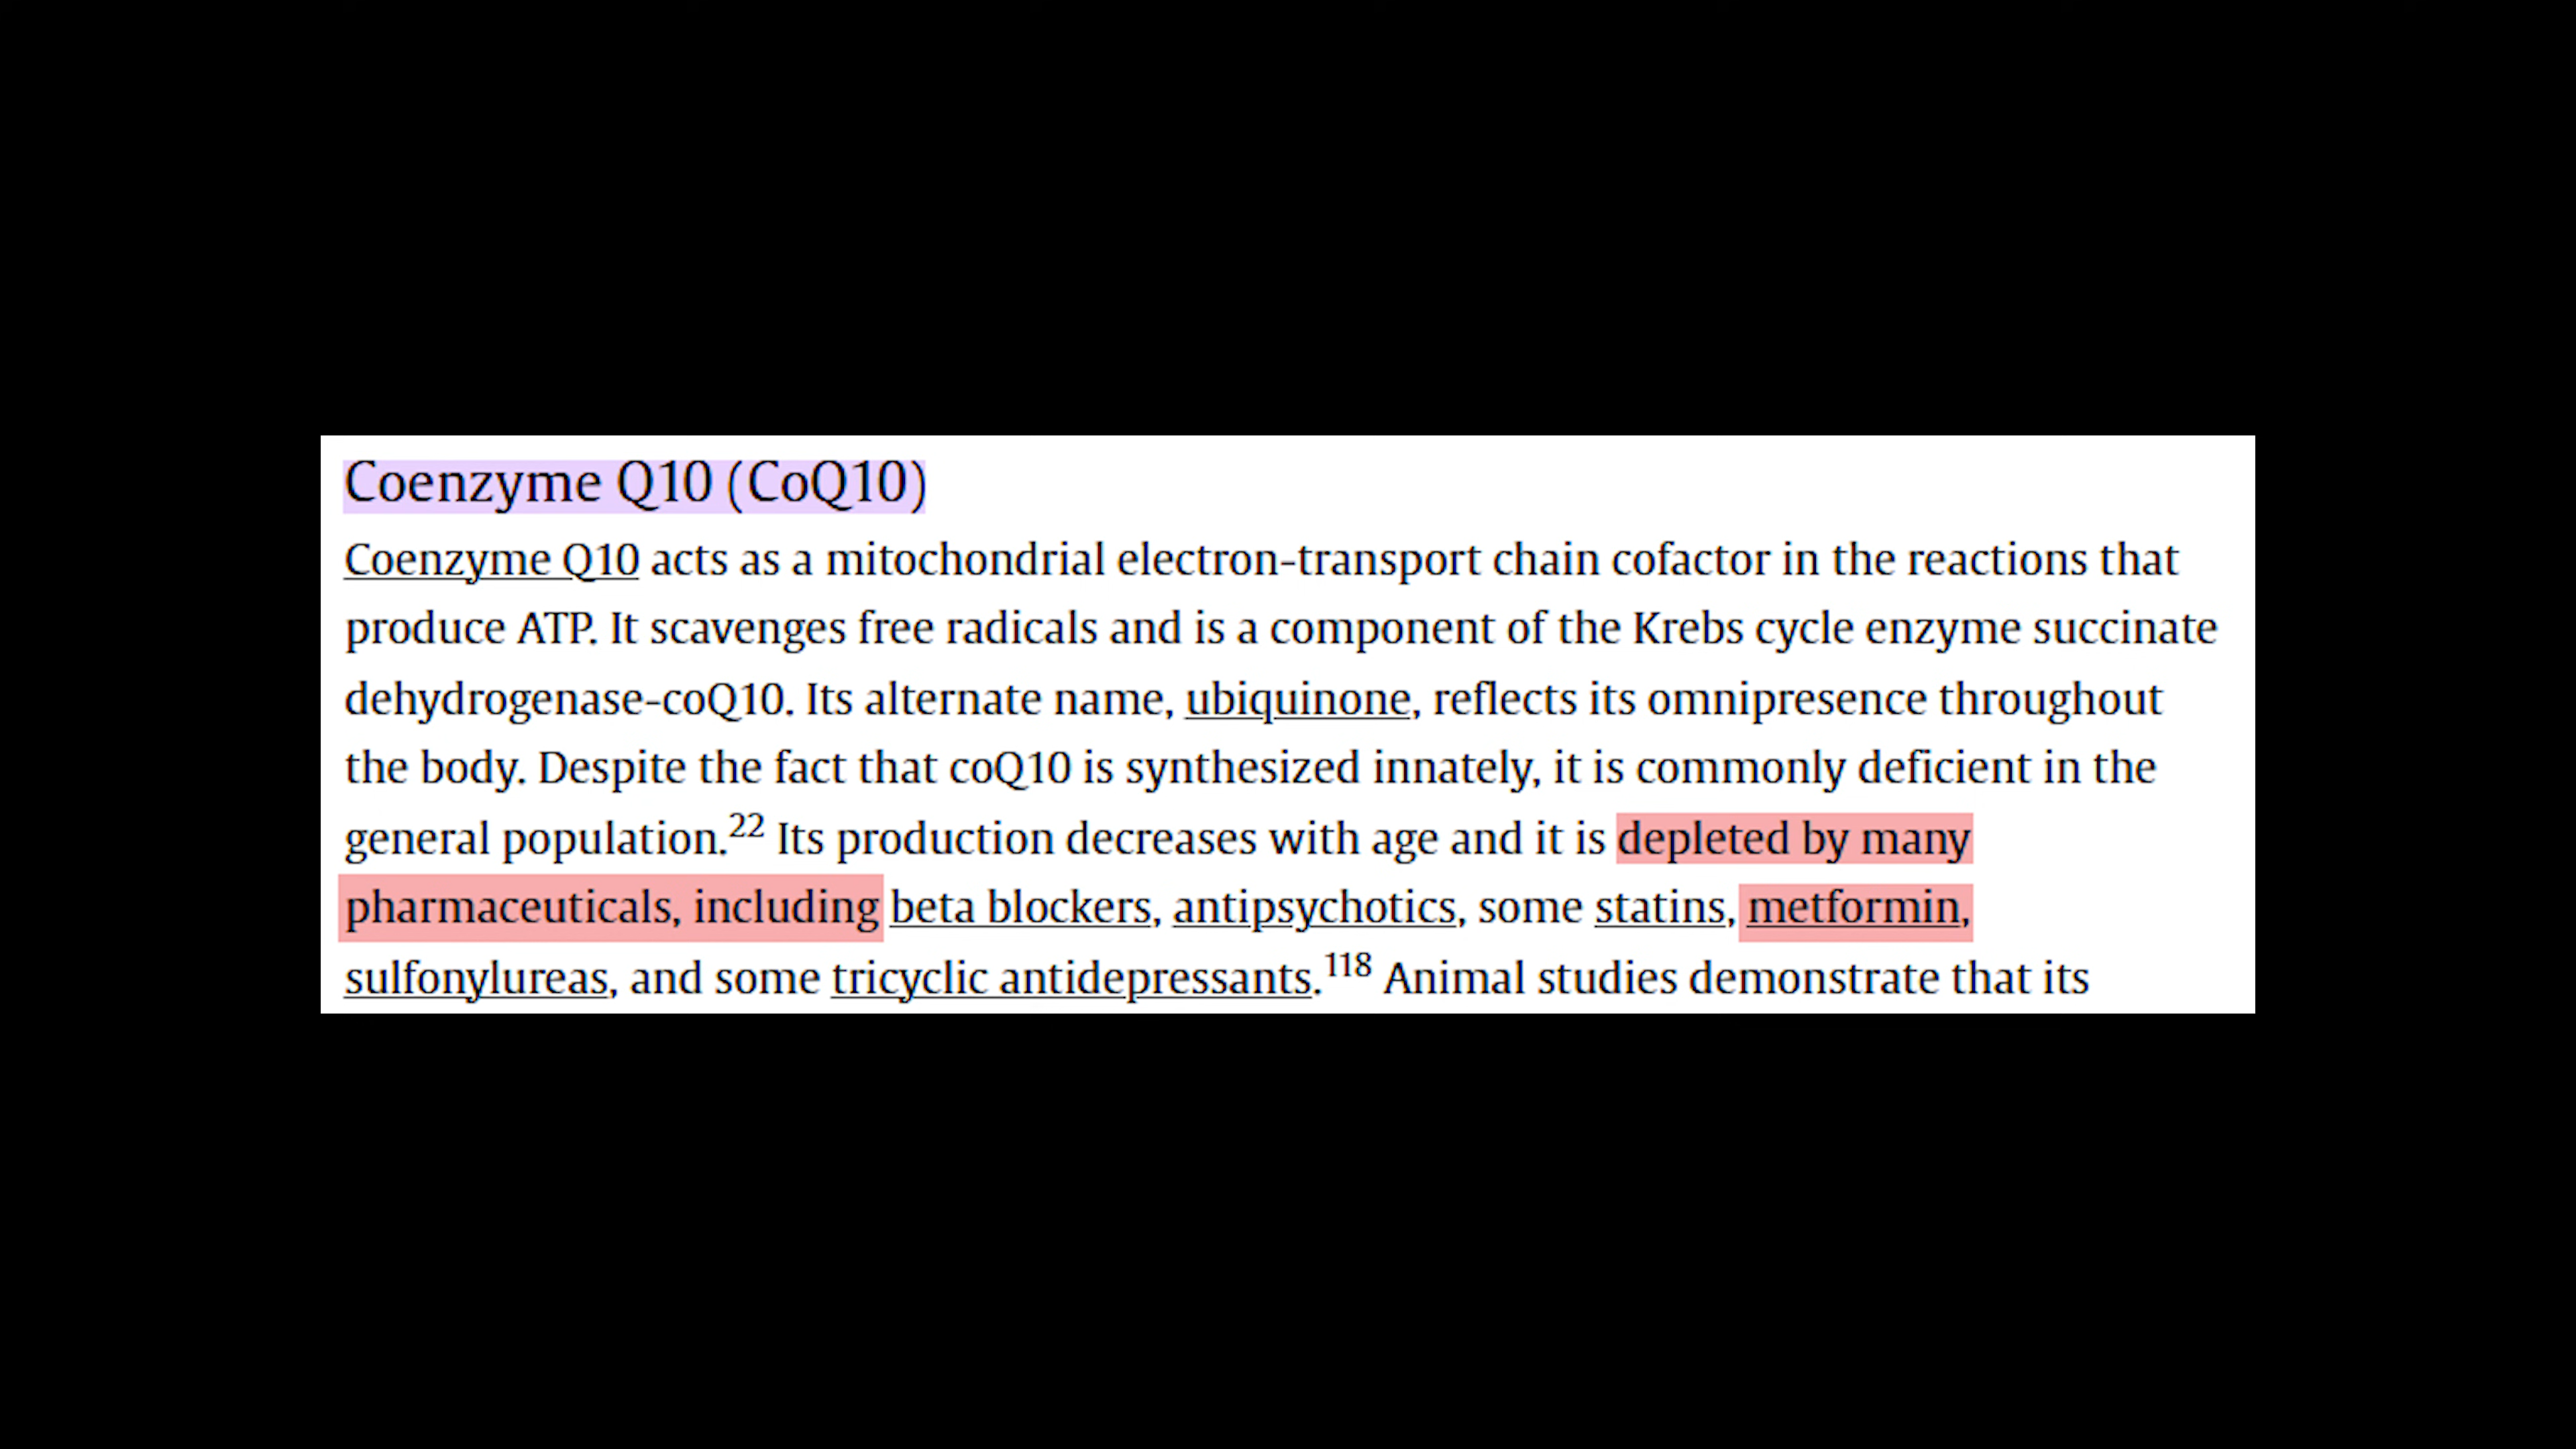 Coenzyme Q10 (CoQ10)
Coenzyme Q10 acts as a mitochondrial electron-transport chain cofactor in the reactions that
produce ATP. It scavenges free radicals and is a component of the Krebs cycle enzyme succinate
dehydrogenase-coQ10. Its alternate name, ubiquinone, reflects its omnipresence throughout
the body. Despite the fact that coQ10 is synthesized innately, it is commonly deficient in the
general population.22 Its production decreases with age and it is depleted by many
pharmaceuticals, including beta blockers, antipsychotics, some statins, metformin,
sulfonylureas, and some tricyclic antidepressants.118 Animal studies demonstrate that its